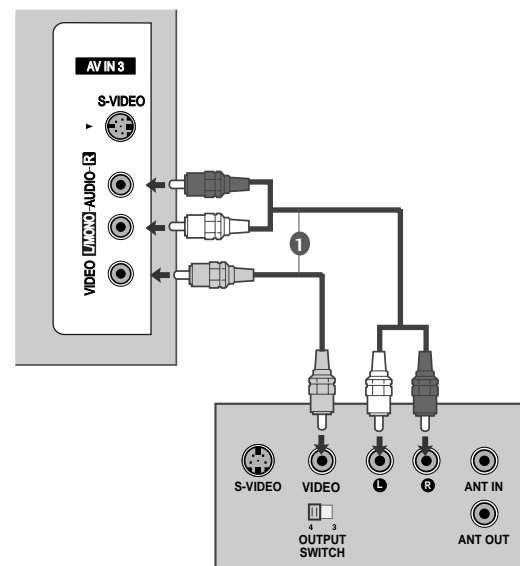 AV IN 3
S-VIDEO
VIDEO L/MONO-AUDIO-R
1
S-VIDEO
VIDEO
L
R
ANT IN
4 3
OUTPUT
SWITCH
ANT OUT